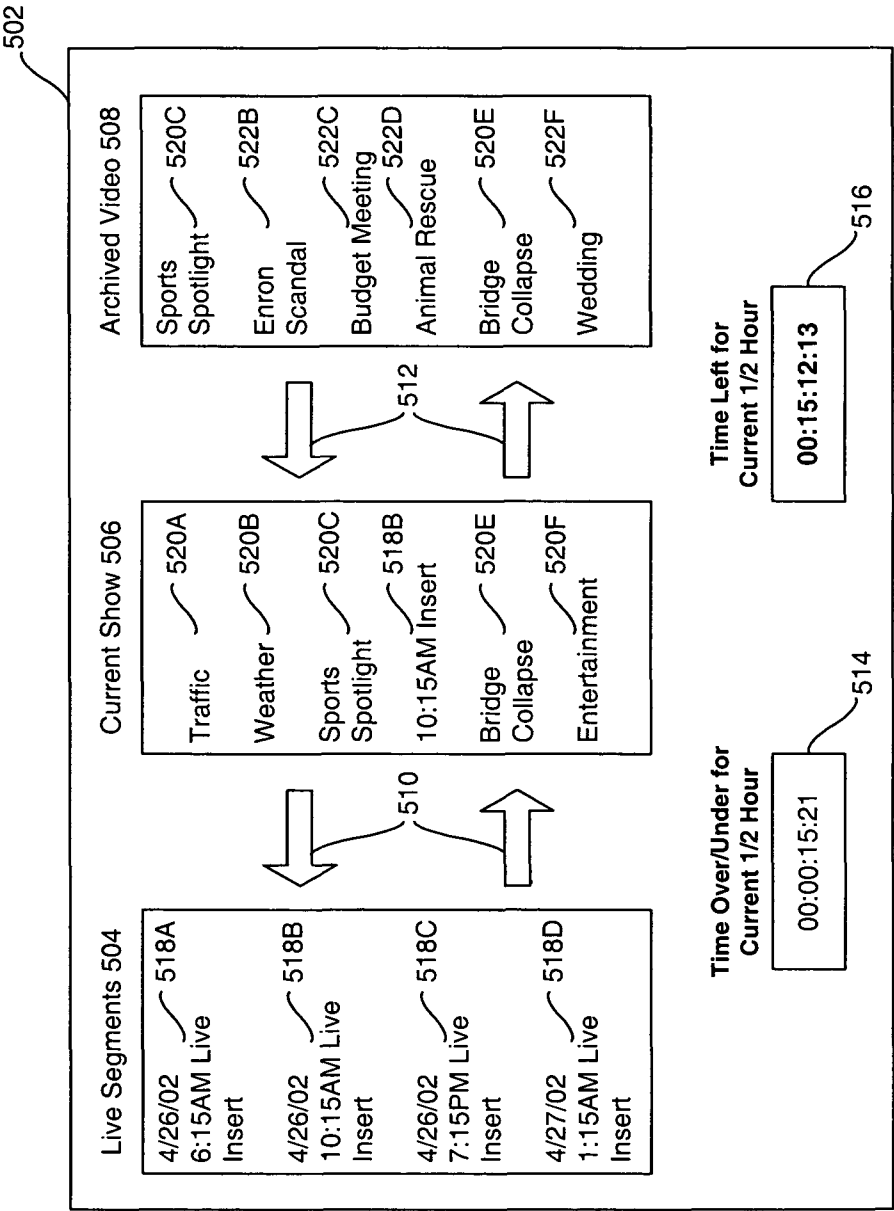 502
Live Segments 504
4/26/02
6:15AM Live
Insert
518A
4/26/02
10:15AM Live
Insert
518B
4/26/02
7:15PM Live
Insert
518C
4/27/02
1:15AM Live
Insert
518D
510
Current Show 506
Traffic
520A
Weather
520B
Sports
Spotlight
520C
10:15AM Insert
518B
Bridge
Collapse
520E
Entertainment
520F
512
Archived Video 508
Sports
Spotlight
520C
Enron
Scandal
522B
Budget Meeting
522C
Animal Rescue
522D
Bridge
Collapse
520E
Wedding
522F
Time Over/Under for
Current 1/2 Hour
00:00:15:21
514
Time Left for
Current 1/2 Hour
00:15:12:13
516